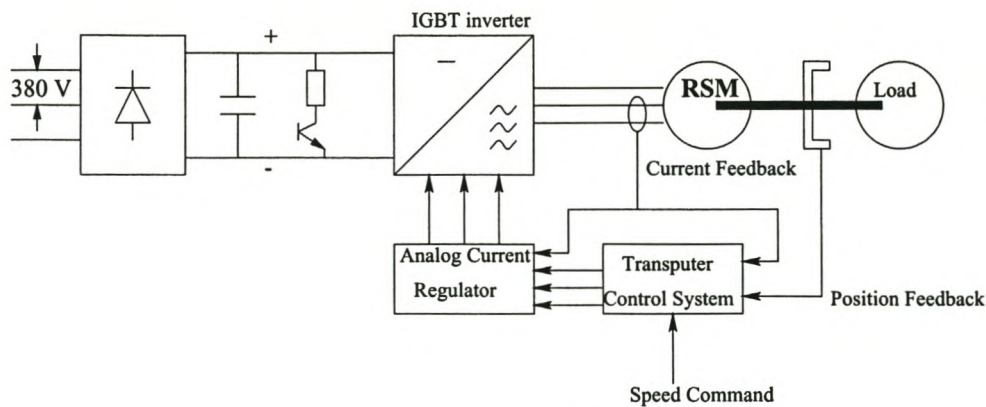 IGBT inverter
+
380 V
-
RSM
Load
Current Feedback
Analog Current
Regulator
Transputer
Control System
Position Feedback
Speed Command